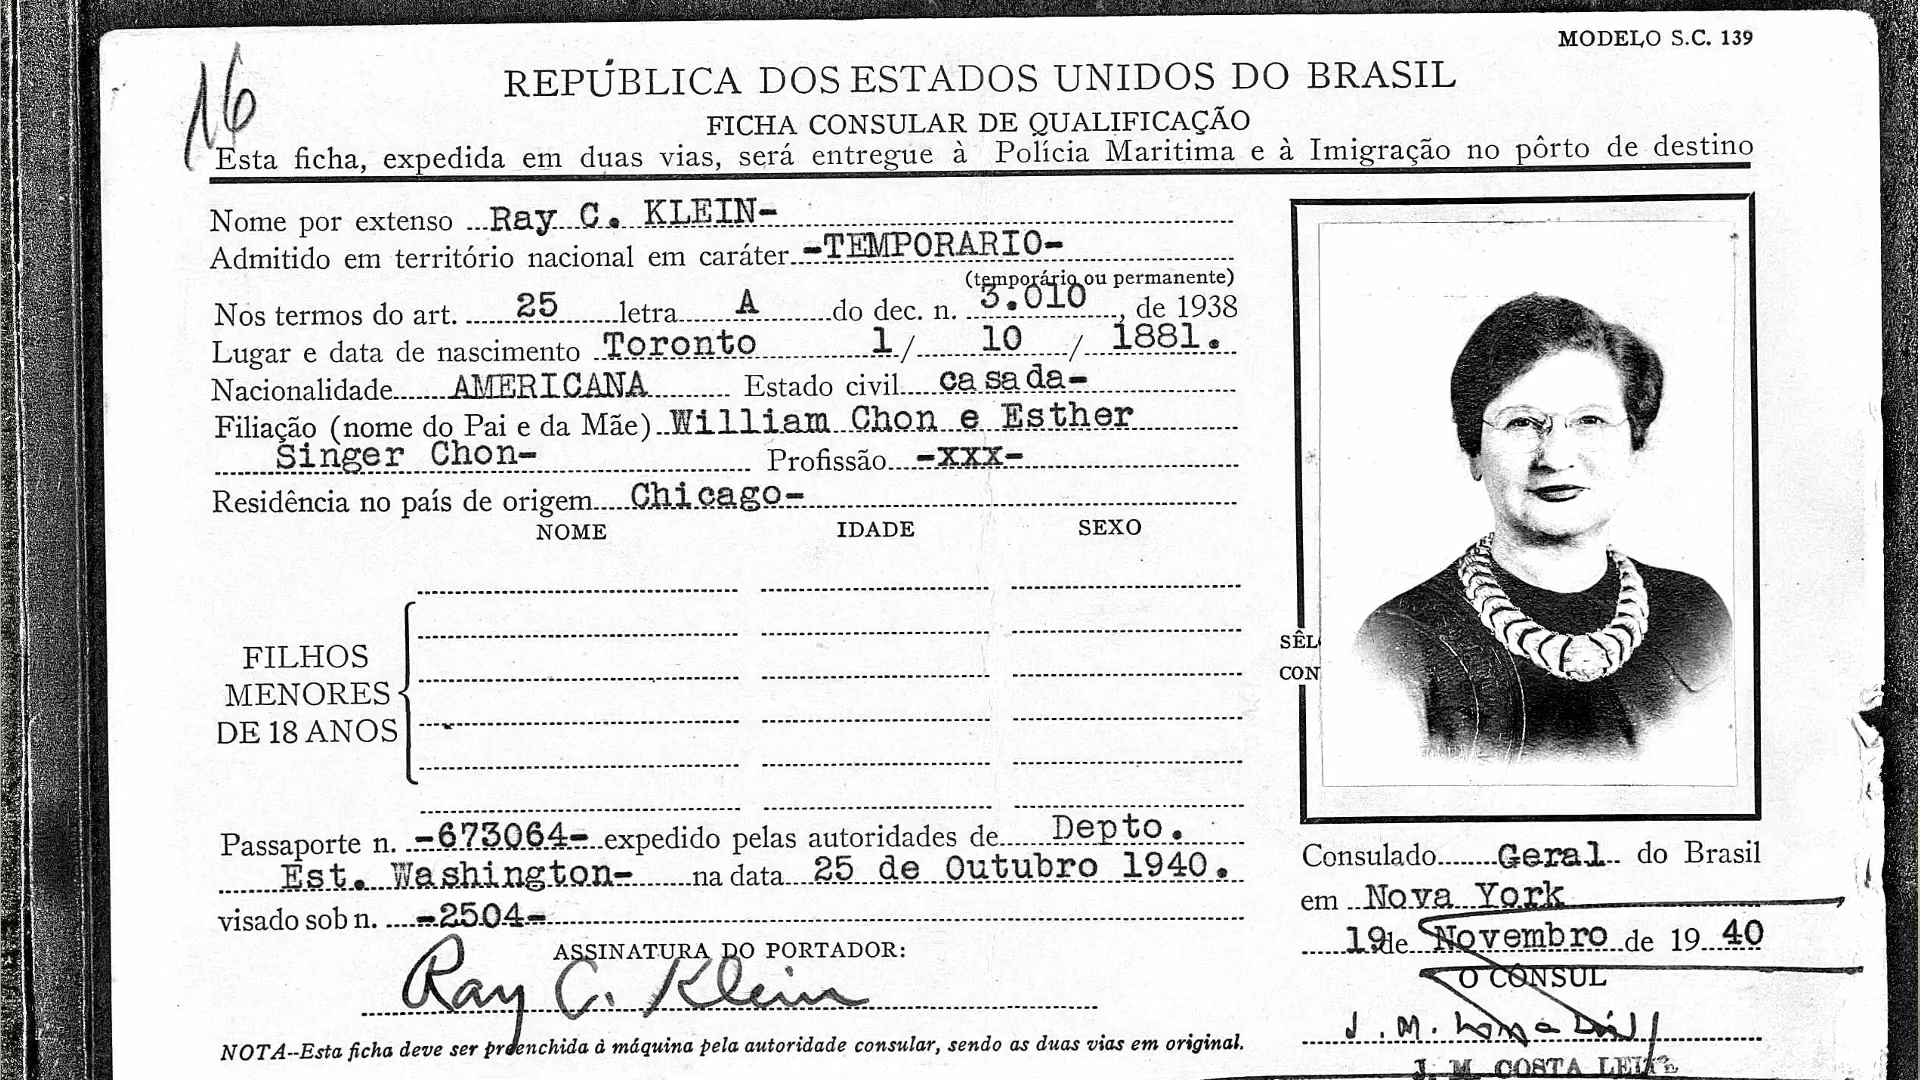 16
MODELO S.C. 139
REPÚBLICA DOS ESTADOS UNIDOS DO BRASIL
FICHA CONSULAR DE QUALIFICAÇÃO
Esta ficha, expedida em duas vias, será entregue à Polícia Maritima e à Imigração no pôrto de destino
Nome por extenso Ray C. KLEIN-
Admitido em território nacional em caráter -TEMPORARIO-
(temporário ou permanente)
Nos termos do art. 25 letra A do dec. n. 3.010, de 1938
Lugar e data de nascimento Toronto 1/ 10 / 1881.
Nacionalidade AMERICANA Estado civil casada-
Filiação (nome do Pai e da Mãe) William Chon e Esther
Singer Chon- Profissão -xxx-
Residência no país de origem Chicago-
NOME IDADE SEXO
FILHOS
MENORES
DE 18 ANOS
SÊL
CON
Passaporte n. -673064- expedido pelas autoridades de Depto.
Est. Washington- na data 25 de Outubro 1940.
visado sob n. -2504-
ASSINATURA DO PORTADOR:
Ray C. Klein
NOTA--Esta ficha deve ser preenchida à máquina pela autoridade consular, sendo as duas vias em original.
Consulado Geral do Brasil
em Nova York
19 de Novembro de 19 40
O CÔNSUL
J. M.
J. M. COSTA LEITE